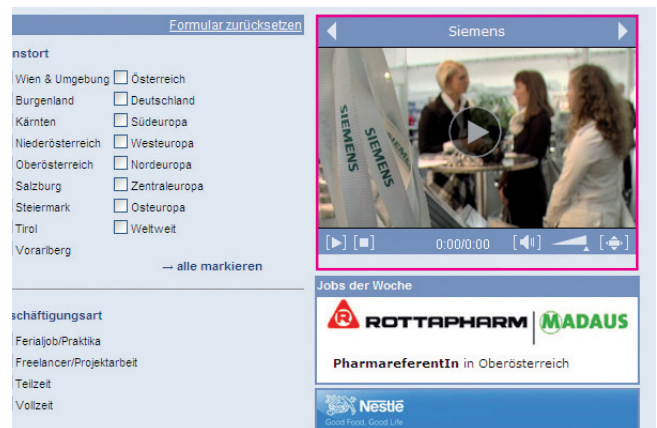 Formular zurücksetzen
nstort
Wien & Umgebung
Österreich
Burgenland
Deutschland
Kärnten
Südeuropa
Niederösterreich
Westeuropa
Oberösterreich
Nordeuropa
Salzburg
Zentraleuropa
Steiermark
Osteuropa
Tirol
Weltweit
Vorarlberg
→ alle markieren
schäftigungsart
Ferialjob/Praktika
Freelancer/Projektarbeit
Teilzeit
Vollzeit
Siemens
SIEMENS
SIEMENS
0:00/0:00
Jobs der Woche
ROTTAPHARM MADAUS
PharmareferentIn in Oberösterreich
Nestlé
Good Food, Good Life